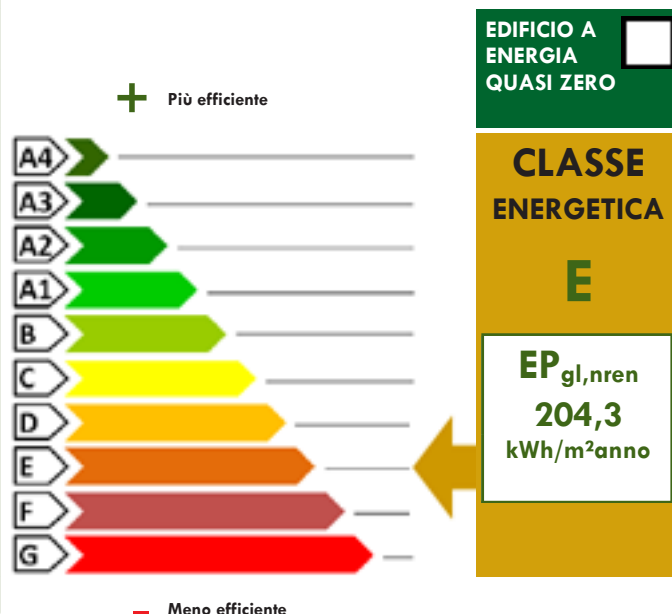 EDIFICIO A
ENERGIA
QUASI ZERO
+ Più efficiente
A4
A3
A2
A1
B
C
D
E
F
G
- Meno efficiente
CLASSE
ENERGETICA
E
EPgl,nren
204,3
kWh/m²anno